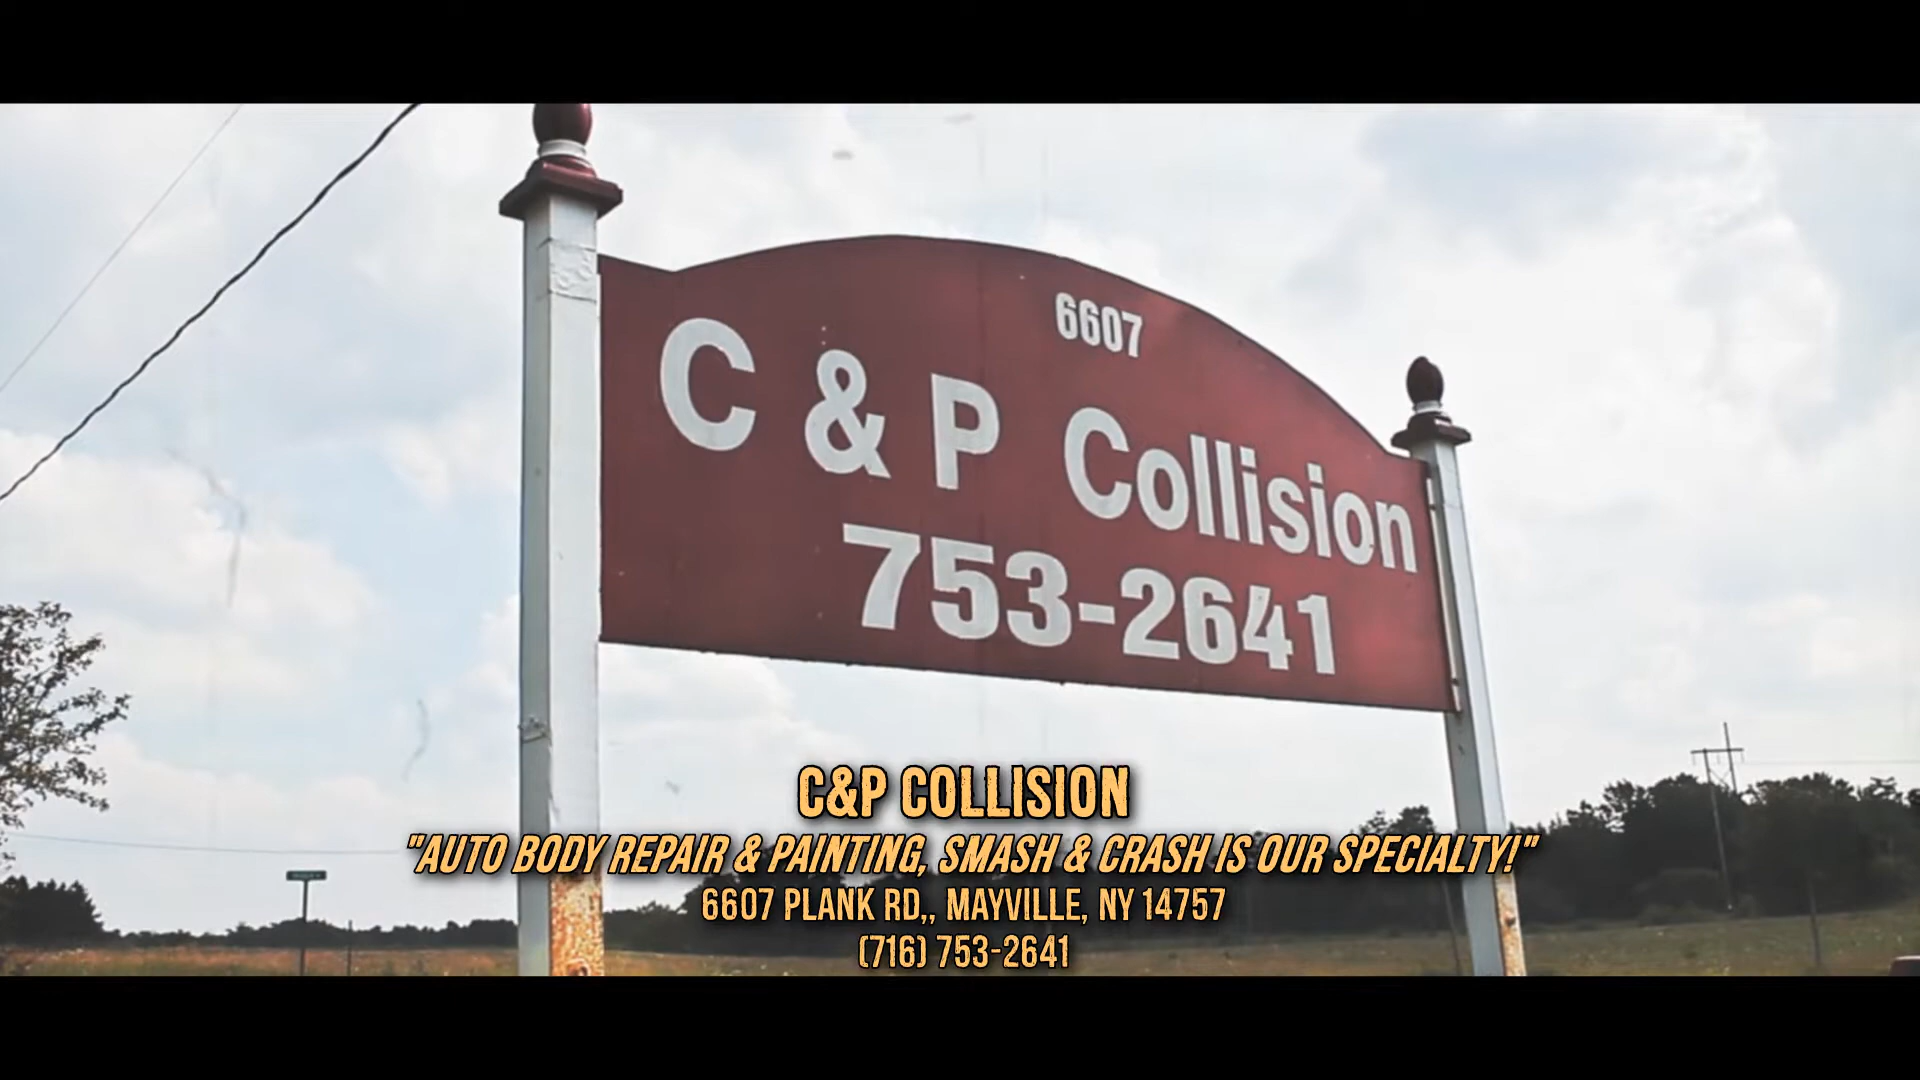 6607
C & P Collision
753-2641
C&P COLLISION
"AUTO BODY REPAIR & PAINTING, SMASH & CRASH IS OUR SPECIALTY!"
6607 PLANK RD,, MAYVILLE, NY 14757
(716) 753-2641